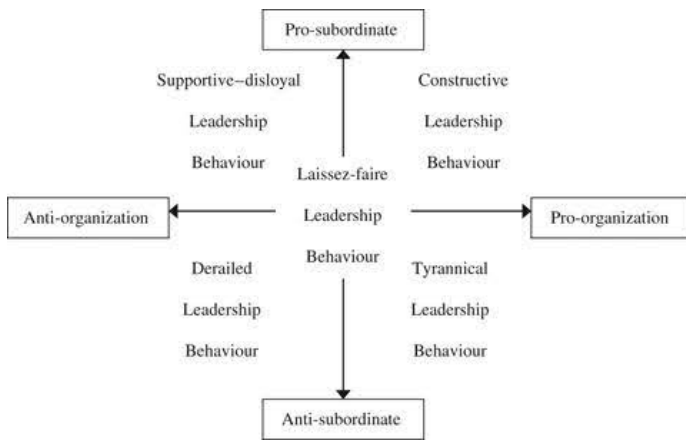 Pro-subordinate
Supportive–disloyal
Leadership
Behaviour
Constructive
Leadership
Behaviour
Laissez-faire
Leadership
Behaviour
Anti-organization
Pro-organization
Derailed
Leadership
Behaviour
Tyrannical
Leadership
Behaviour
Anti-subordinate